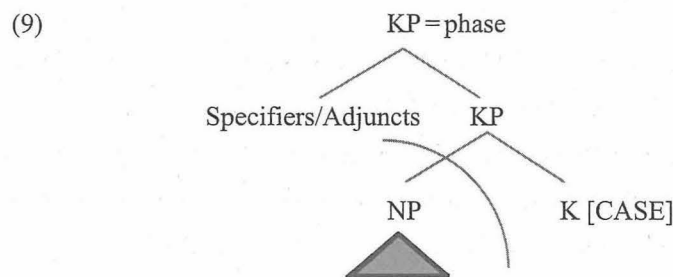 (9) KP=phase
Specifiers/Adjuncts KP
NP K [CASE]